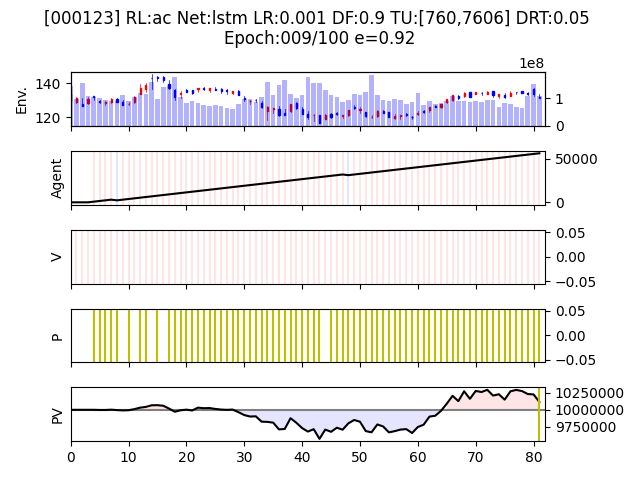 [000123] RL:ac Net:lstm LR:0.001 DF:0.9 TU:[760,7606] DRT:0.05
Epoch:009/100 e=0.92
1e8
Env.
140
120
1
0
Agent
50000
0
V
0.05
0.00
−0.05
P
0.05
0.00
−0.05
PV
10250000
10000000
9750000
0 10 20 30 40 50 60 70 80